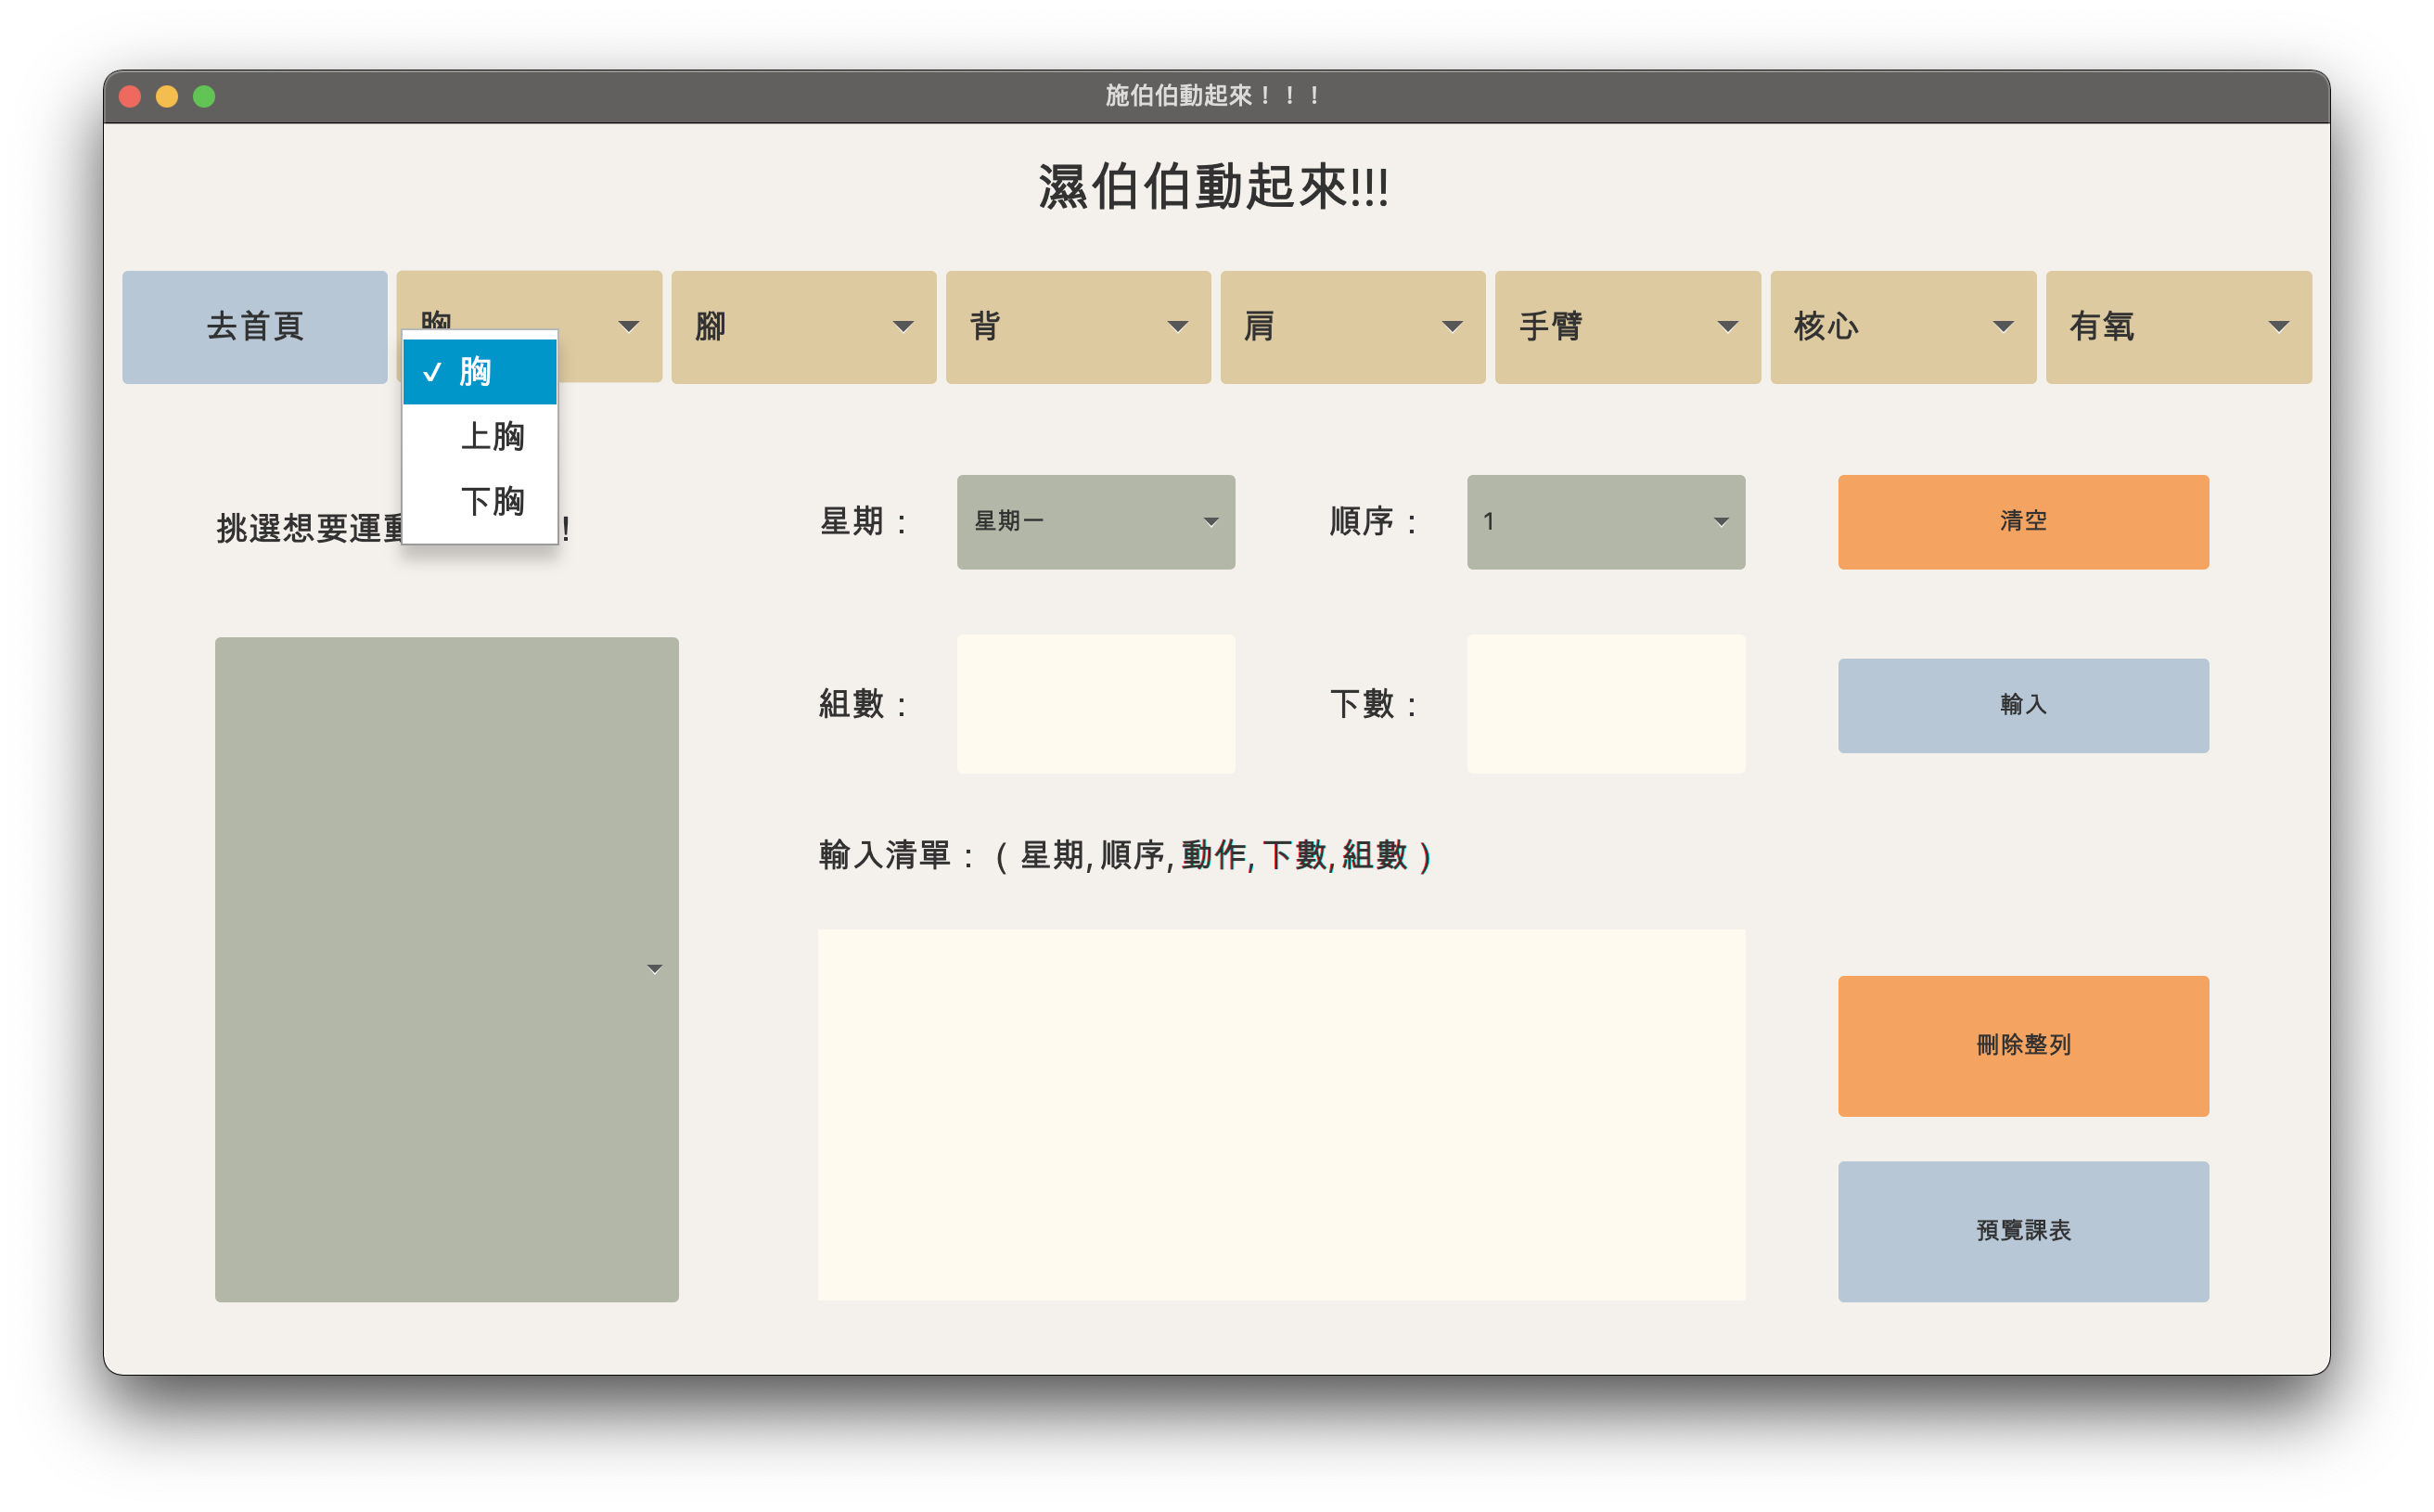 施伯伯動起來！！！
濕伯伯動起來!!!
去首頁 胸 腳 背 肩 手臂 核心 有氧
✓ 胸
上胸
下胸
挑選想要運動 !
星期： 星期一 順序： 1 清空
組數： 下數： 輸入
輸入清單：( 星期, 順序, 動作, 下數, 組數 )
刪除整列
預覽課表